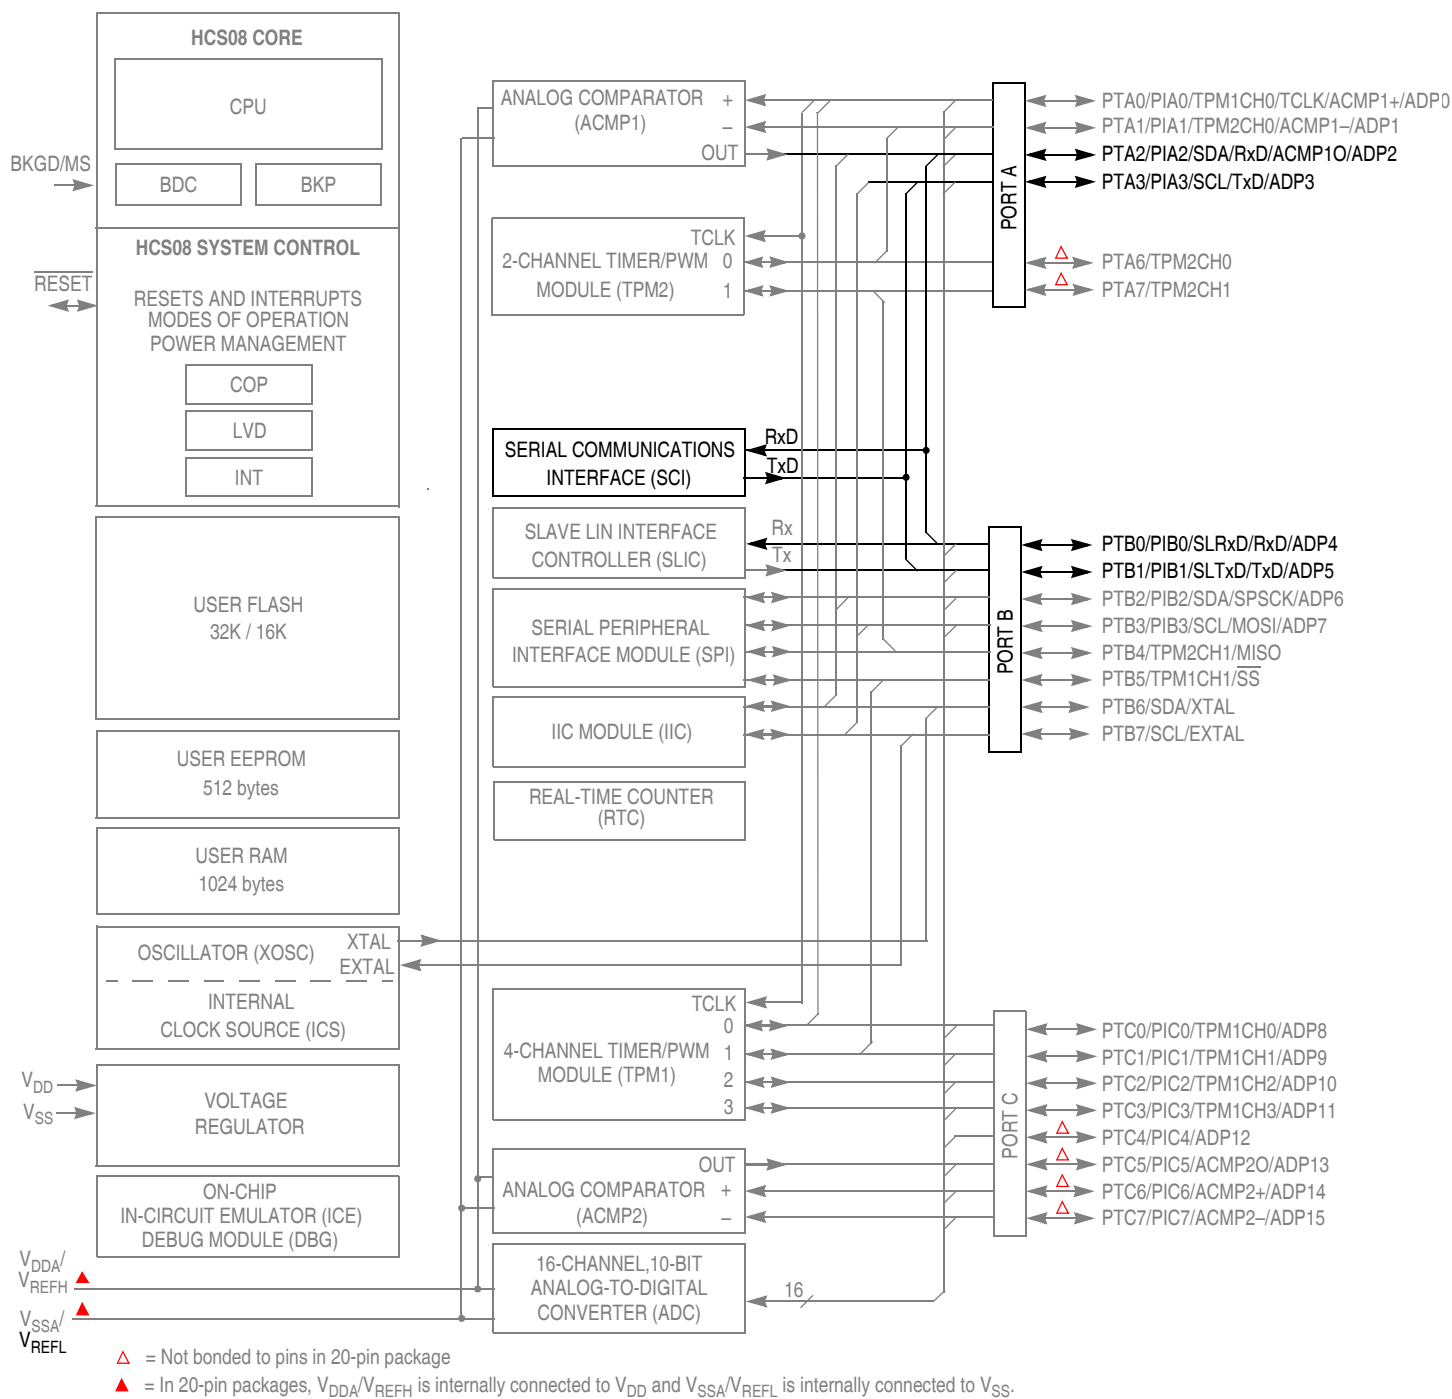 HCS08 CORE
CPU
BDC
BKP
BKGD/MS
HCS08 SYSTEM CONTROL
RESET
RESETS AND INTERRUPTS
MODES OF OPERATION
POWER MANAGEMENT
COP
LVD
INT
USER FLASH
32K / 16K
USER EEPROM
512 bytes
USER RAM
1024 bytes
OSCILLATOR (XOSC)
XTAL
EXTAL
INTERNAL
CLOCK SOURCE (ICS)
VDD
VSS
VOLTAGE
REGULATOR
ON-CHIP
IN-CIRCUIT EMULATOR (ICE)
DEBUG MODULE (DBG)
VDDA/
VREFH
VSSA/
VREFL
ANALOG COMPARATOR +
(ACMP1) –
OUT
TCLK
2-CHANNEL TIMER/PWM 0
MODULE (TPM2) 1
SERIAL COMMUNICATIONS
INTERFACE (SCI)
RxD
TxD
SLAVE LIN INTERFACE
CONTROLLER (SLIC)
Rx
Tx
SERIAL PERIPHERAL
INTERFACE MODULE (SPI)
IIC MODULE (IIC)
REAL-TIME COUNTER
(RTC)
TCLK
0
4-CHANNEL TIMER/PWM 1
MODULE (TPM1)
2
3
OUT
ANALOG COMPARATOR +
(ACMP2) –
16-CHANNEL,10-BIT
ANALOG-TO-DIGITAL
CONVERTER (ADC)
16
PORT A
PTA0/PIA0/TPM1CH0/TCLK/ACMP1+/ADP0
PTA1/PIA1/TPM2CH0/ACMP1–/ADP1
PTA2/PIA2/SDA/RxD/ACMP1O/ADP2
PTA3/PIA3/SCL/TxD/ADP3
PTA6/TPM2CH0
PTA7/TPM2CH1
PORT B
PTB0/PIB0/SLRxD/RxD/ADP4
PTB1/PIB1/SLTxD/TxD/ADP5
PTB2/PIB2/SDA/SPSCK/ADP6
PTB3/PIB3/SCL/MOSI/ADP7
PTB4/TPM2CH1/MISO
PTB5/TPM1CH1/SS
PTB6/SDA/XTAL
PTB7/SCL/EXTAL
PORT C
PTC0/PIC0/TPM1CH0/ADP8
PTC1/PIC1/TPM1CH1/ADP9
PTC2/PIC2/TPM1CH2/ADP10
PTC3/PIC3/TPM1CH3/ADP11
PTC4/PIC4/ADP12
PTC5/PIC5/ACMP2O/ADP13
PTC6/PIC6/ACMP2+/ADP14
PTC7/PIC7/ACMP2–/ADP15
= Not bonded to pins in 20-pin package
= In 20-pin packages, VDDA/VREFH is internally connected to VDD and VSSA/VREFL is internally connected to VSS.